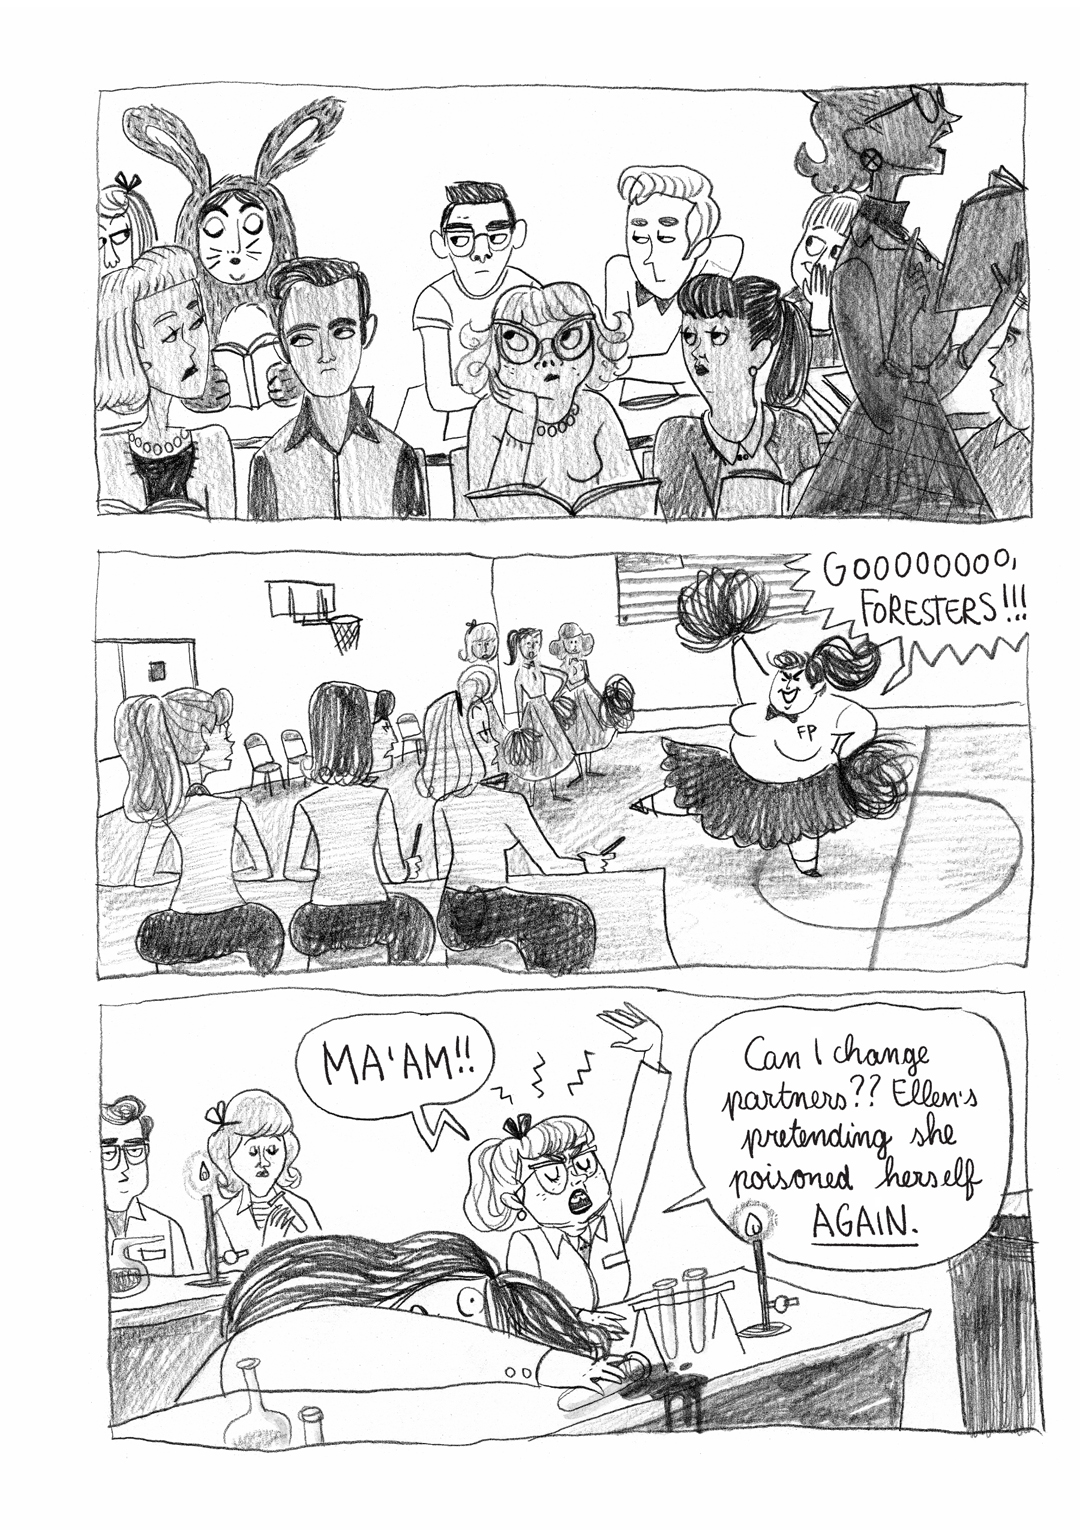 GOOOOOOOO,
FORESTERS!!!
FP
MA'AM!!
Can I change
partners?? Ellen's
pretending she
poisoned herself
AGAIN.